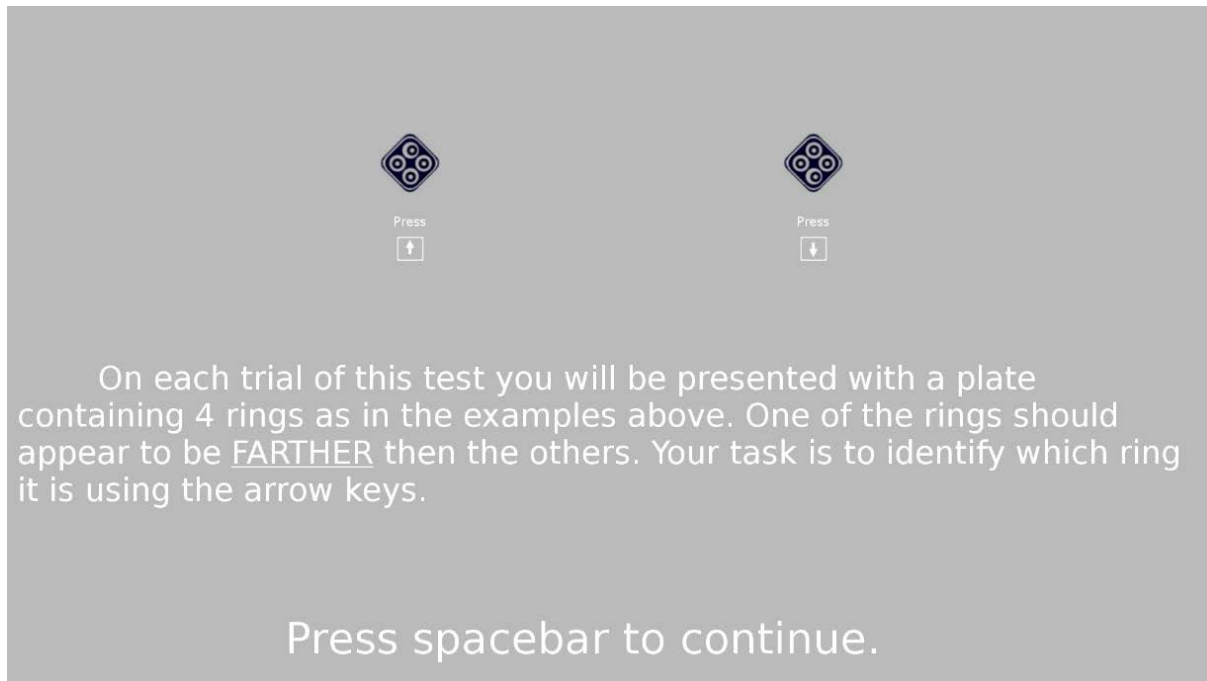 Press Press
On each trial of this test you will be presented with a plate
containing 4 rings as in the examples above. One of the rings should
appear to be FARTHER then the others. Your task is to identify which ring
it is using the arrow keys.
Press spacebar to continue.